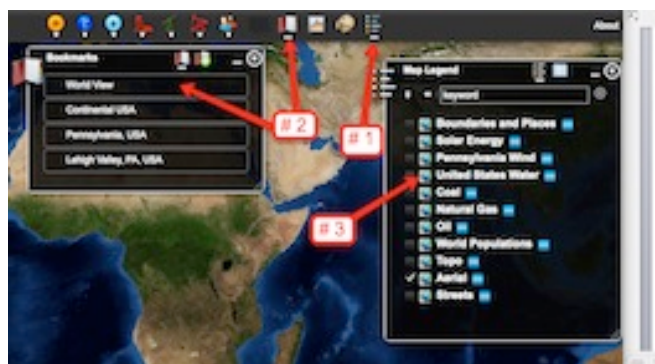 About
Bookmarks
World View
Continental USA
Pennsylvania, USA
Lehigh Valley, PA, USA
# 2
# 1
# 3
Map Legend
keyword
Boundaries and Places
Solar Energy
Pennsylvania Wind
United States Water
Coal
Natural Gas
Oil
World Populations
Topo
Aerial
Streets